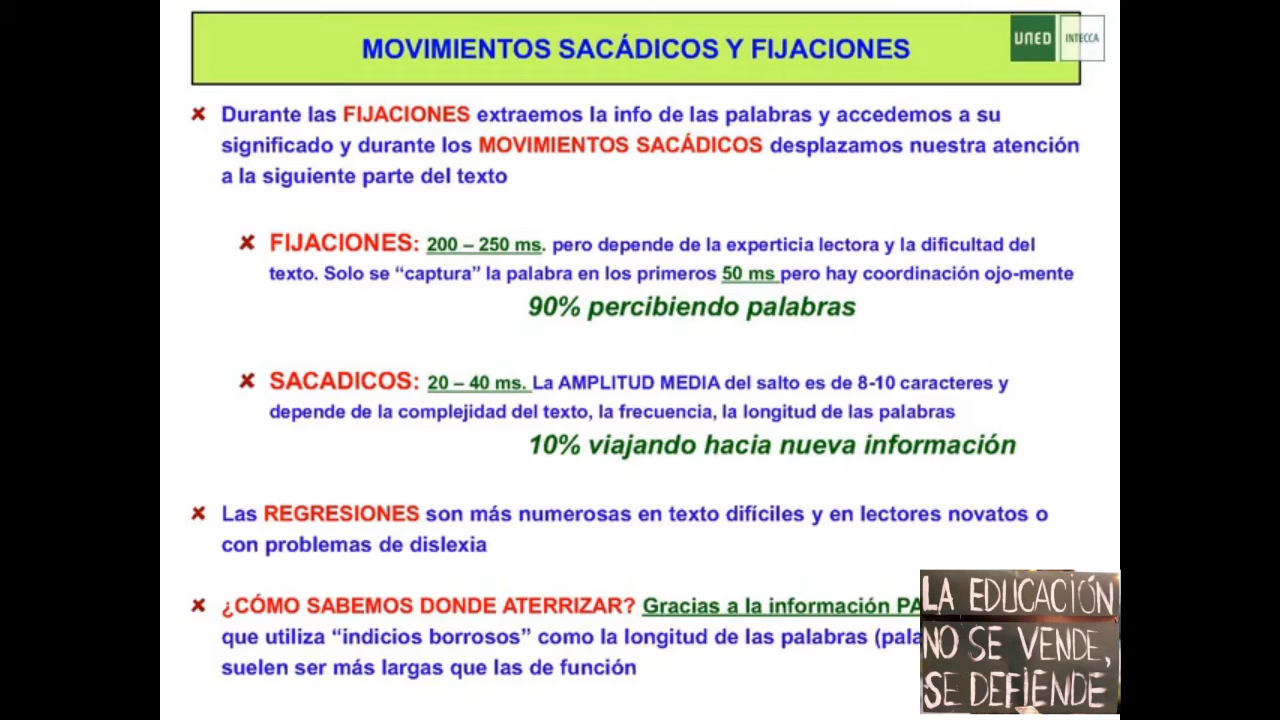 MOVIMIENTOS SACÁDICOS Y FIJACIONES
UNED INTECCA
Durante las FIJACIONES extraemos la info de las palabras y accedemos a su
significado y durante los MOVIMIENTOS SACÁDICOS desplazamos nuestra atención
a la siguiente parte del texto
FIJACIONES: 200 – 250 ms. pero depende de la experticia lectora y la dificultad del
texto. Solo se “captura” la palabra en los primeros 50 ms pero hay coordinación ojo-mente
90% percibiendo palabras
SACADICOS: 20 – 40 ms. La AMPLITUD MEDIA del salto es de 8-10 caracteres y
depende de la complejidad del texto, la frecuencia, la longitud de las palabras
10% viajando hacia nueva información
Las REGRESIONES son más numerosas en texto difíciles y en lectores novatos o
con problemas de dislexia
¿CÓMO SABEMOS DONDE ATERRIZAR? Gracias a la información
que utiliza “indicios borrosos” como la longitud de las palabras
suelen ser más largas que las de función
LA EDUCACIÓN
NO SE VENDE,
SE DEFIENDE